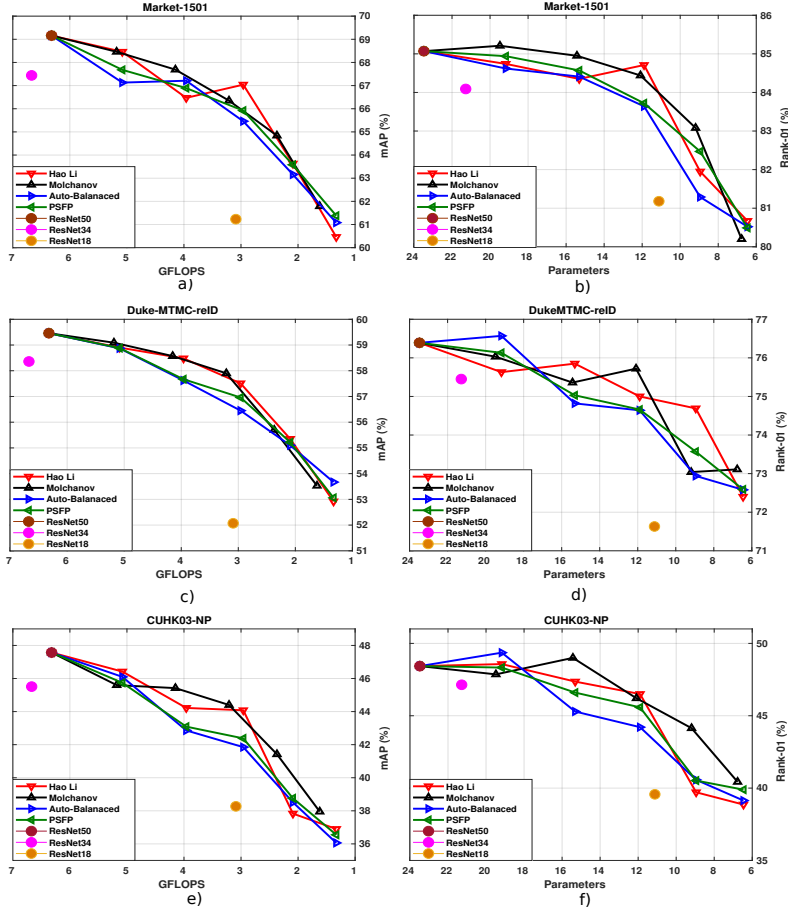 Market-1501
70
69
68
67
66
65
64
63
62
61
60
mAP (%)
Hao Li
Molchanov
Auto-Balanaced
PSFP
ResNet50
ResNet34
ResNet18
7 6 5 4 3 2 1
GFLOPS
a)
Market-1501
86
85
84
83
82
81
80
Rank-01 (%)
Hao Li
Molchanov
Auto-Balanaced
PSFP
ResNet50
ResNet34
ResNet18
24 22 20 18 16 14 12 10 8 6
Parameters
b)
Duke-MTMC-reID
60
59
58
57
56
55
54
53
52
51
mAP (%)
Hao Li
Molchanov
Auto-Balanaced
PSFP
ResNet50
ResNet34
ResNet18
7 6 5 4 3 2 1
GFLOPS
c)
DukeMTMC-reID
77
76
75
74
73
72
71
Rank-01 (%)
Hao Li
Molchanov
Auto-Balanaced
PSFP
ResNet50
ResNet34
ResNet18
24 22 20 18 16 14 12 10 8 6
Parameters
d)
CUHK03-NP
48
46
44
42
40
38
36
mAP (%)
Hao Li
Molchanov
Auto-Balanaced
PSFP
ResNet50
ResNet34
ResNet18
7 6 5 4 3 2 1
GFLOPS
e)
CUHK03-NP
50
45
40
35
Rank-01 (%)
Hao Li
Molchanov
Auto-Balanaced
PSFP
ResNet50
ResNet34
ResNet18
24 22 20 18 16 14 12 10 8 6
Parameters
f)